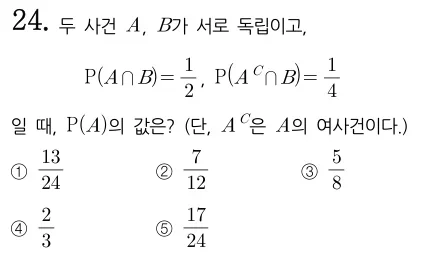 24. 두 사건 A, B가 서로 독립이고,
P(A∩B)=1/2, P(A^C∩B)=1/4
일 때, P(A)의 값은? (단, A^C은 A의 여사건이다.)
① 13/24 ② 7/12 ③ 5/8
④ 2/3 ⑤ 17/24